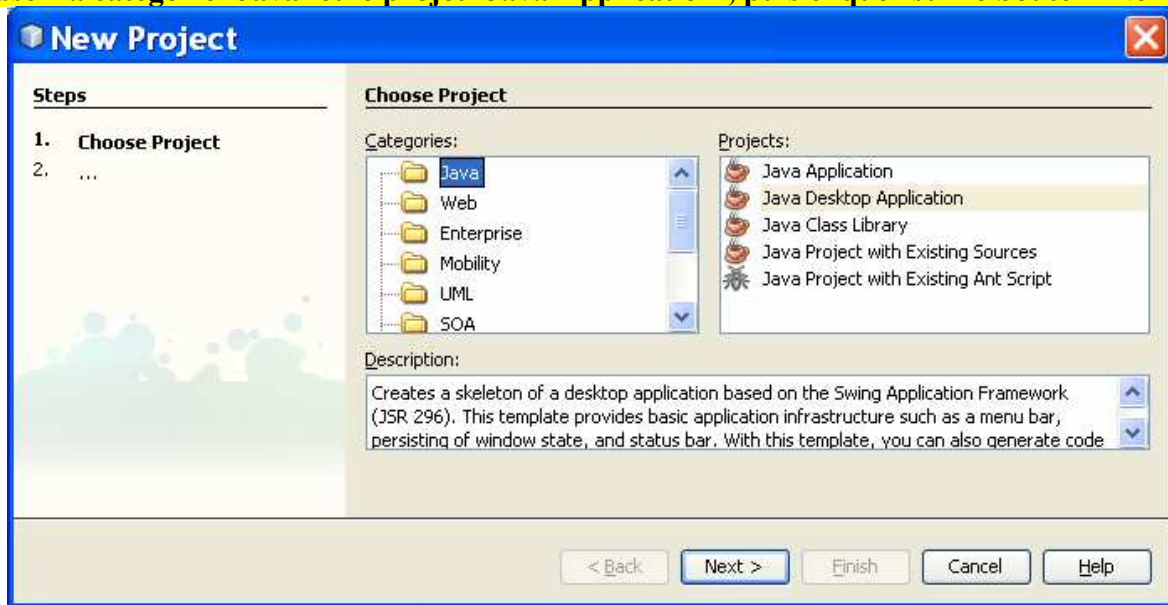 New Project
Steps
1. Choose Project
2. ...
Choose Project
Categories:
Java
Web
Enterprise
Mobility
UML
SOA
Projects:
Java Application
Java Desktop Application
Java Class Library
Java Project with Existing Sources
Java Project with Existing Ant Script
Description:
Creates a skeleton of a desktop application based on the Swing Application Framework
(JSR 296). This template provides basic application infrastructure such as a menu bar,
persisting of window state, and status bar. With this template, you can also generate code
< Back Next > Finish Cancel Help